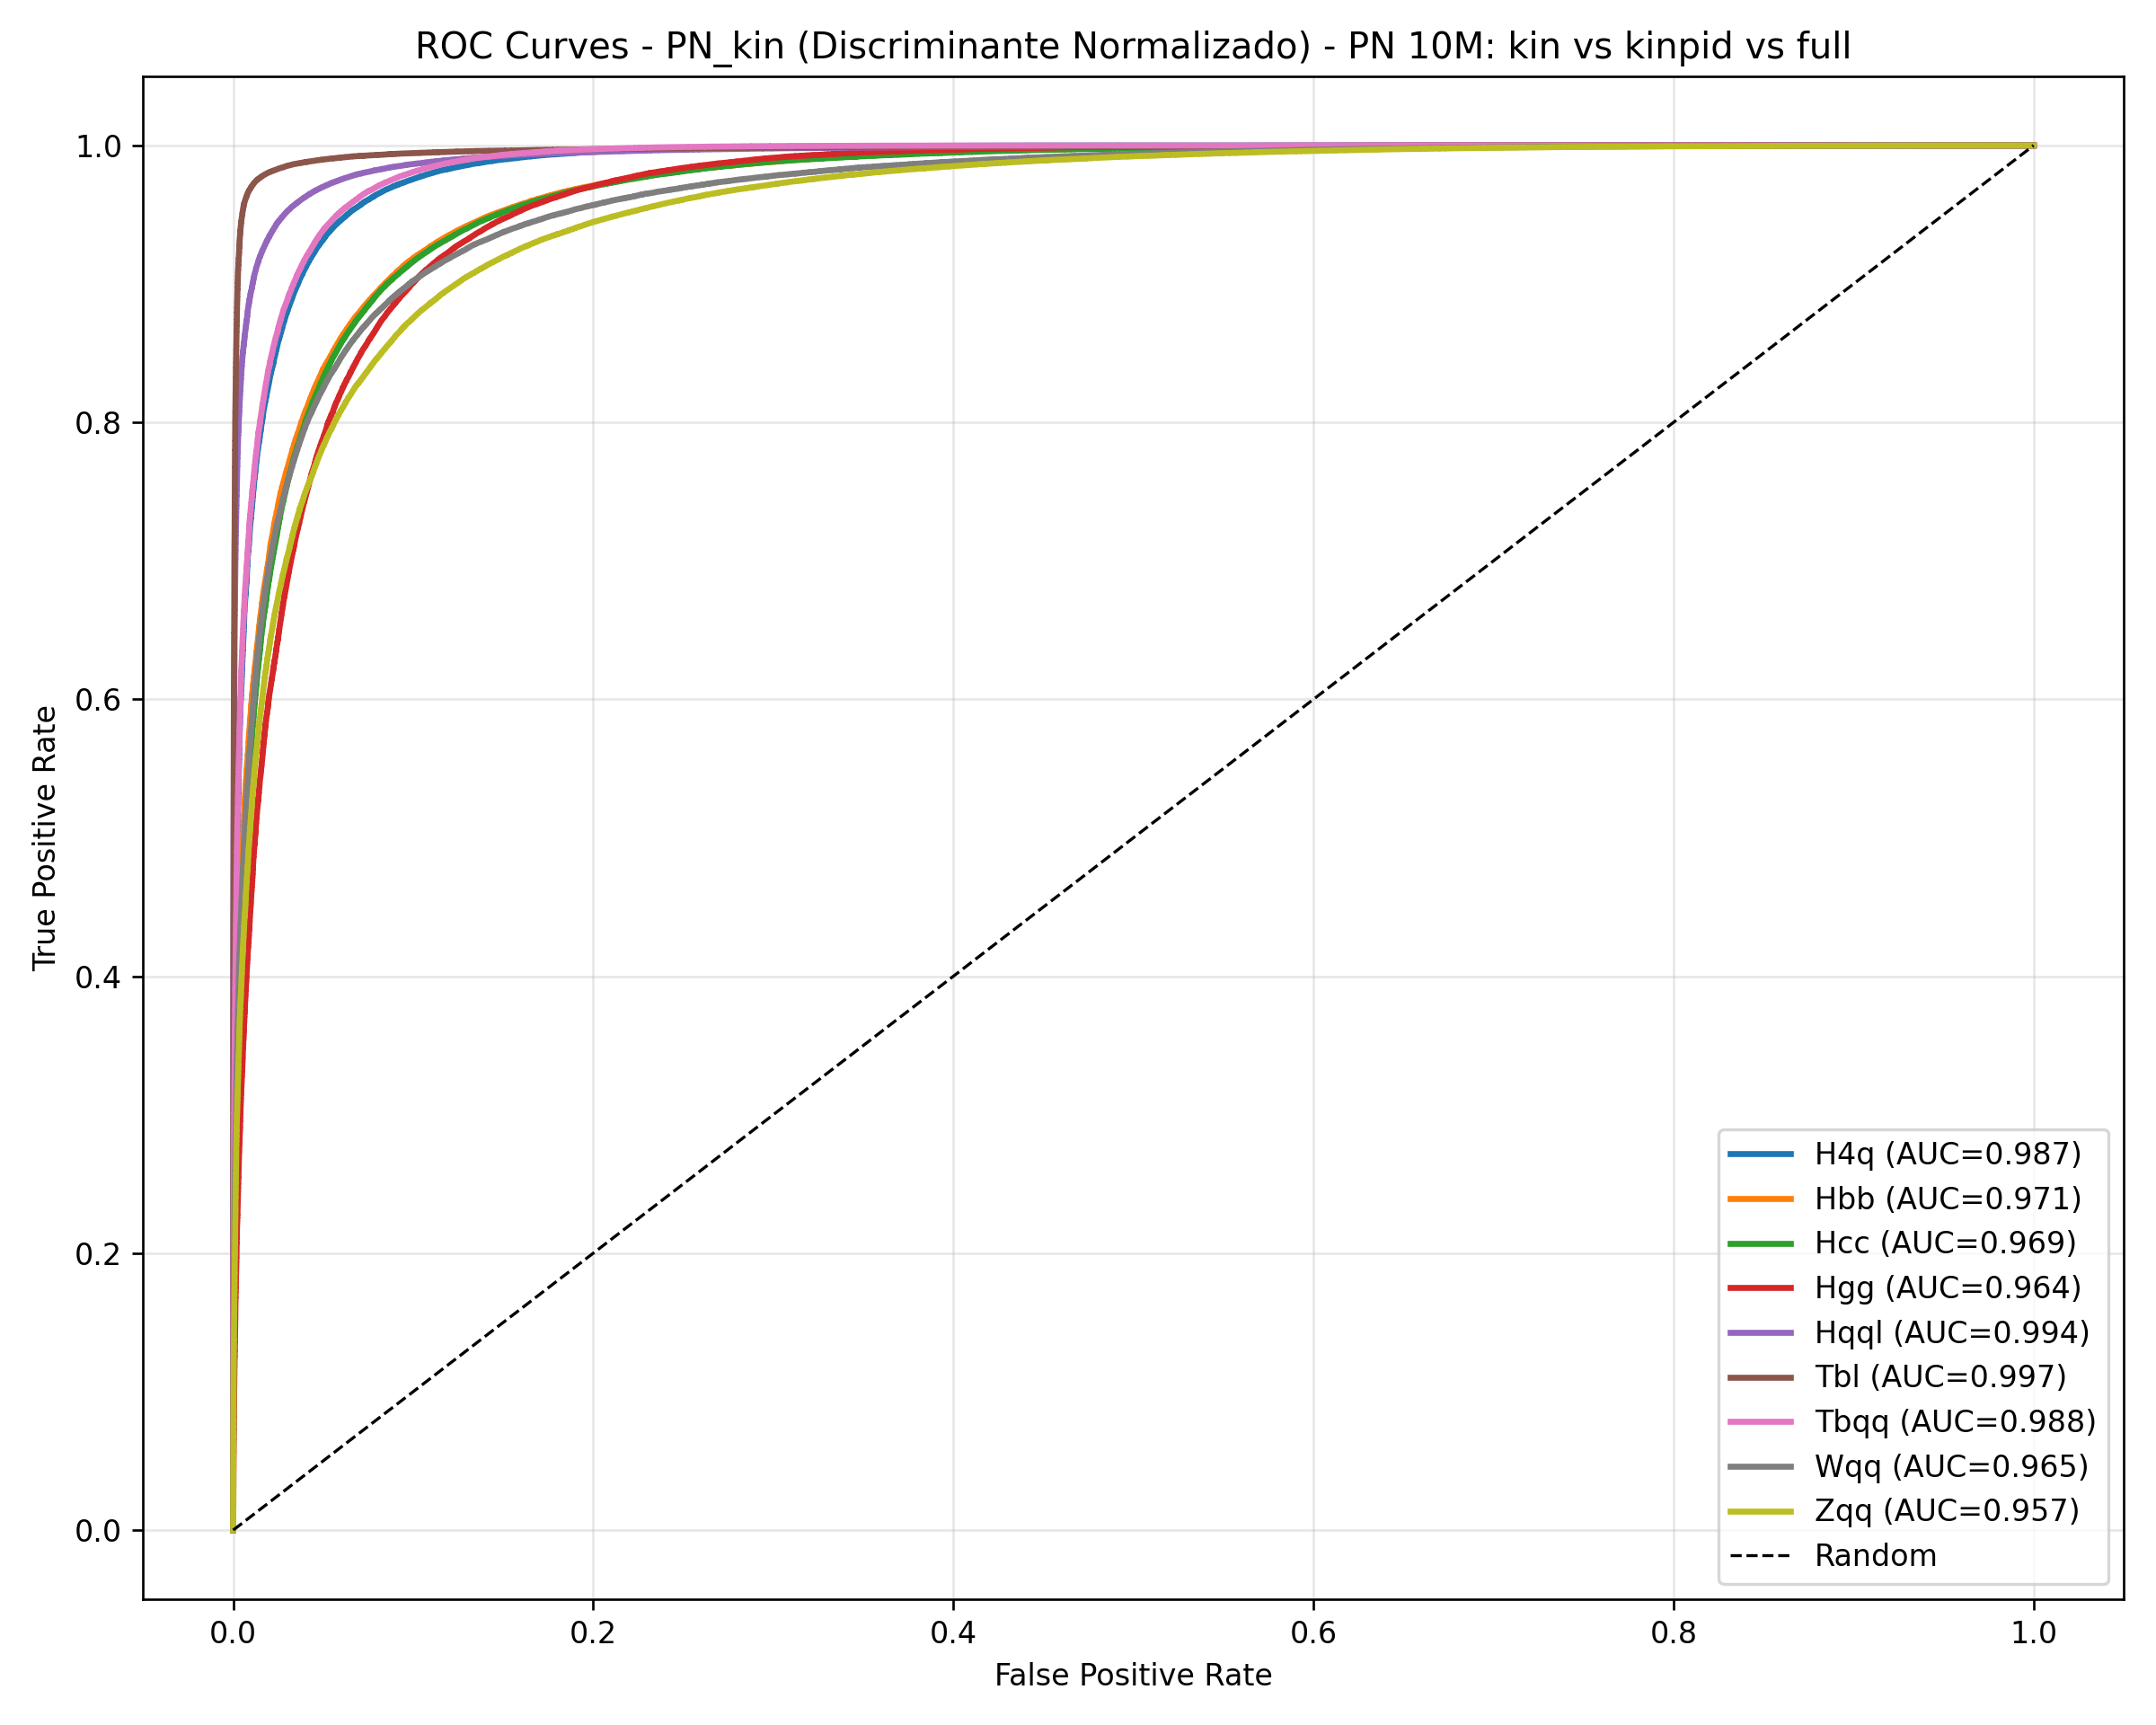 ROC Curves - PN_kin (Discriminante Normalizado) - PN 10M: kin vs kinpid vs full
True Positive Rate
1.0
0.8
0.6
0.4
0.2
0.0
0.0 0.2 0.4 0.6 0.8 1.0
False Positive Rate
H4q (AUC=0.987)
Hbb (AUC=0.971)
Hcc (AUC=0.969)
Hgg (AUC=0.964)
Hqql (AUC=0.994)
Tbl (AUC=0.997)
Tbqq (AUC=0.988)
Wqq (AUC=0.965)
Zqq (AUC=0.957)
Random